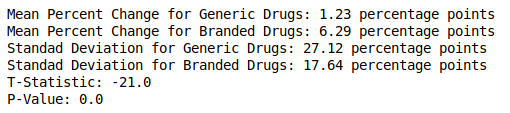 Mean Percent Change for Generic Drugs: 1.23 percentage points
Mean Percent Change for Branded Drugs: 6.29 percentage points
Standad Deviation for Generic Drugs: 27.12 percentage points
Standad Deviation for Branded Drugs: 17.64 percentage points
T-Statistic: -21.0
P-Value: 0.0